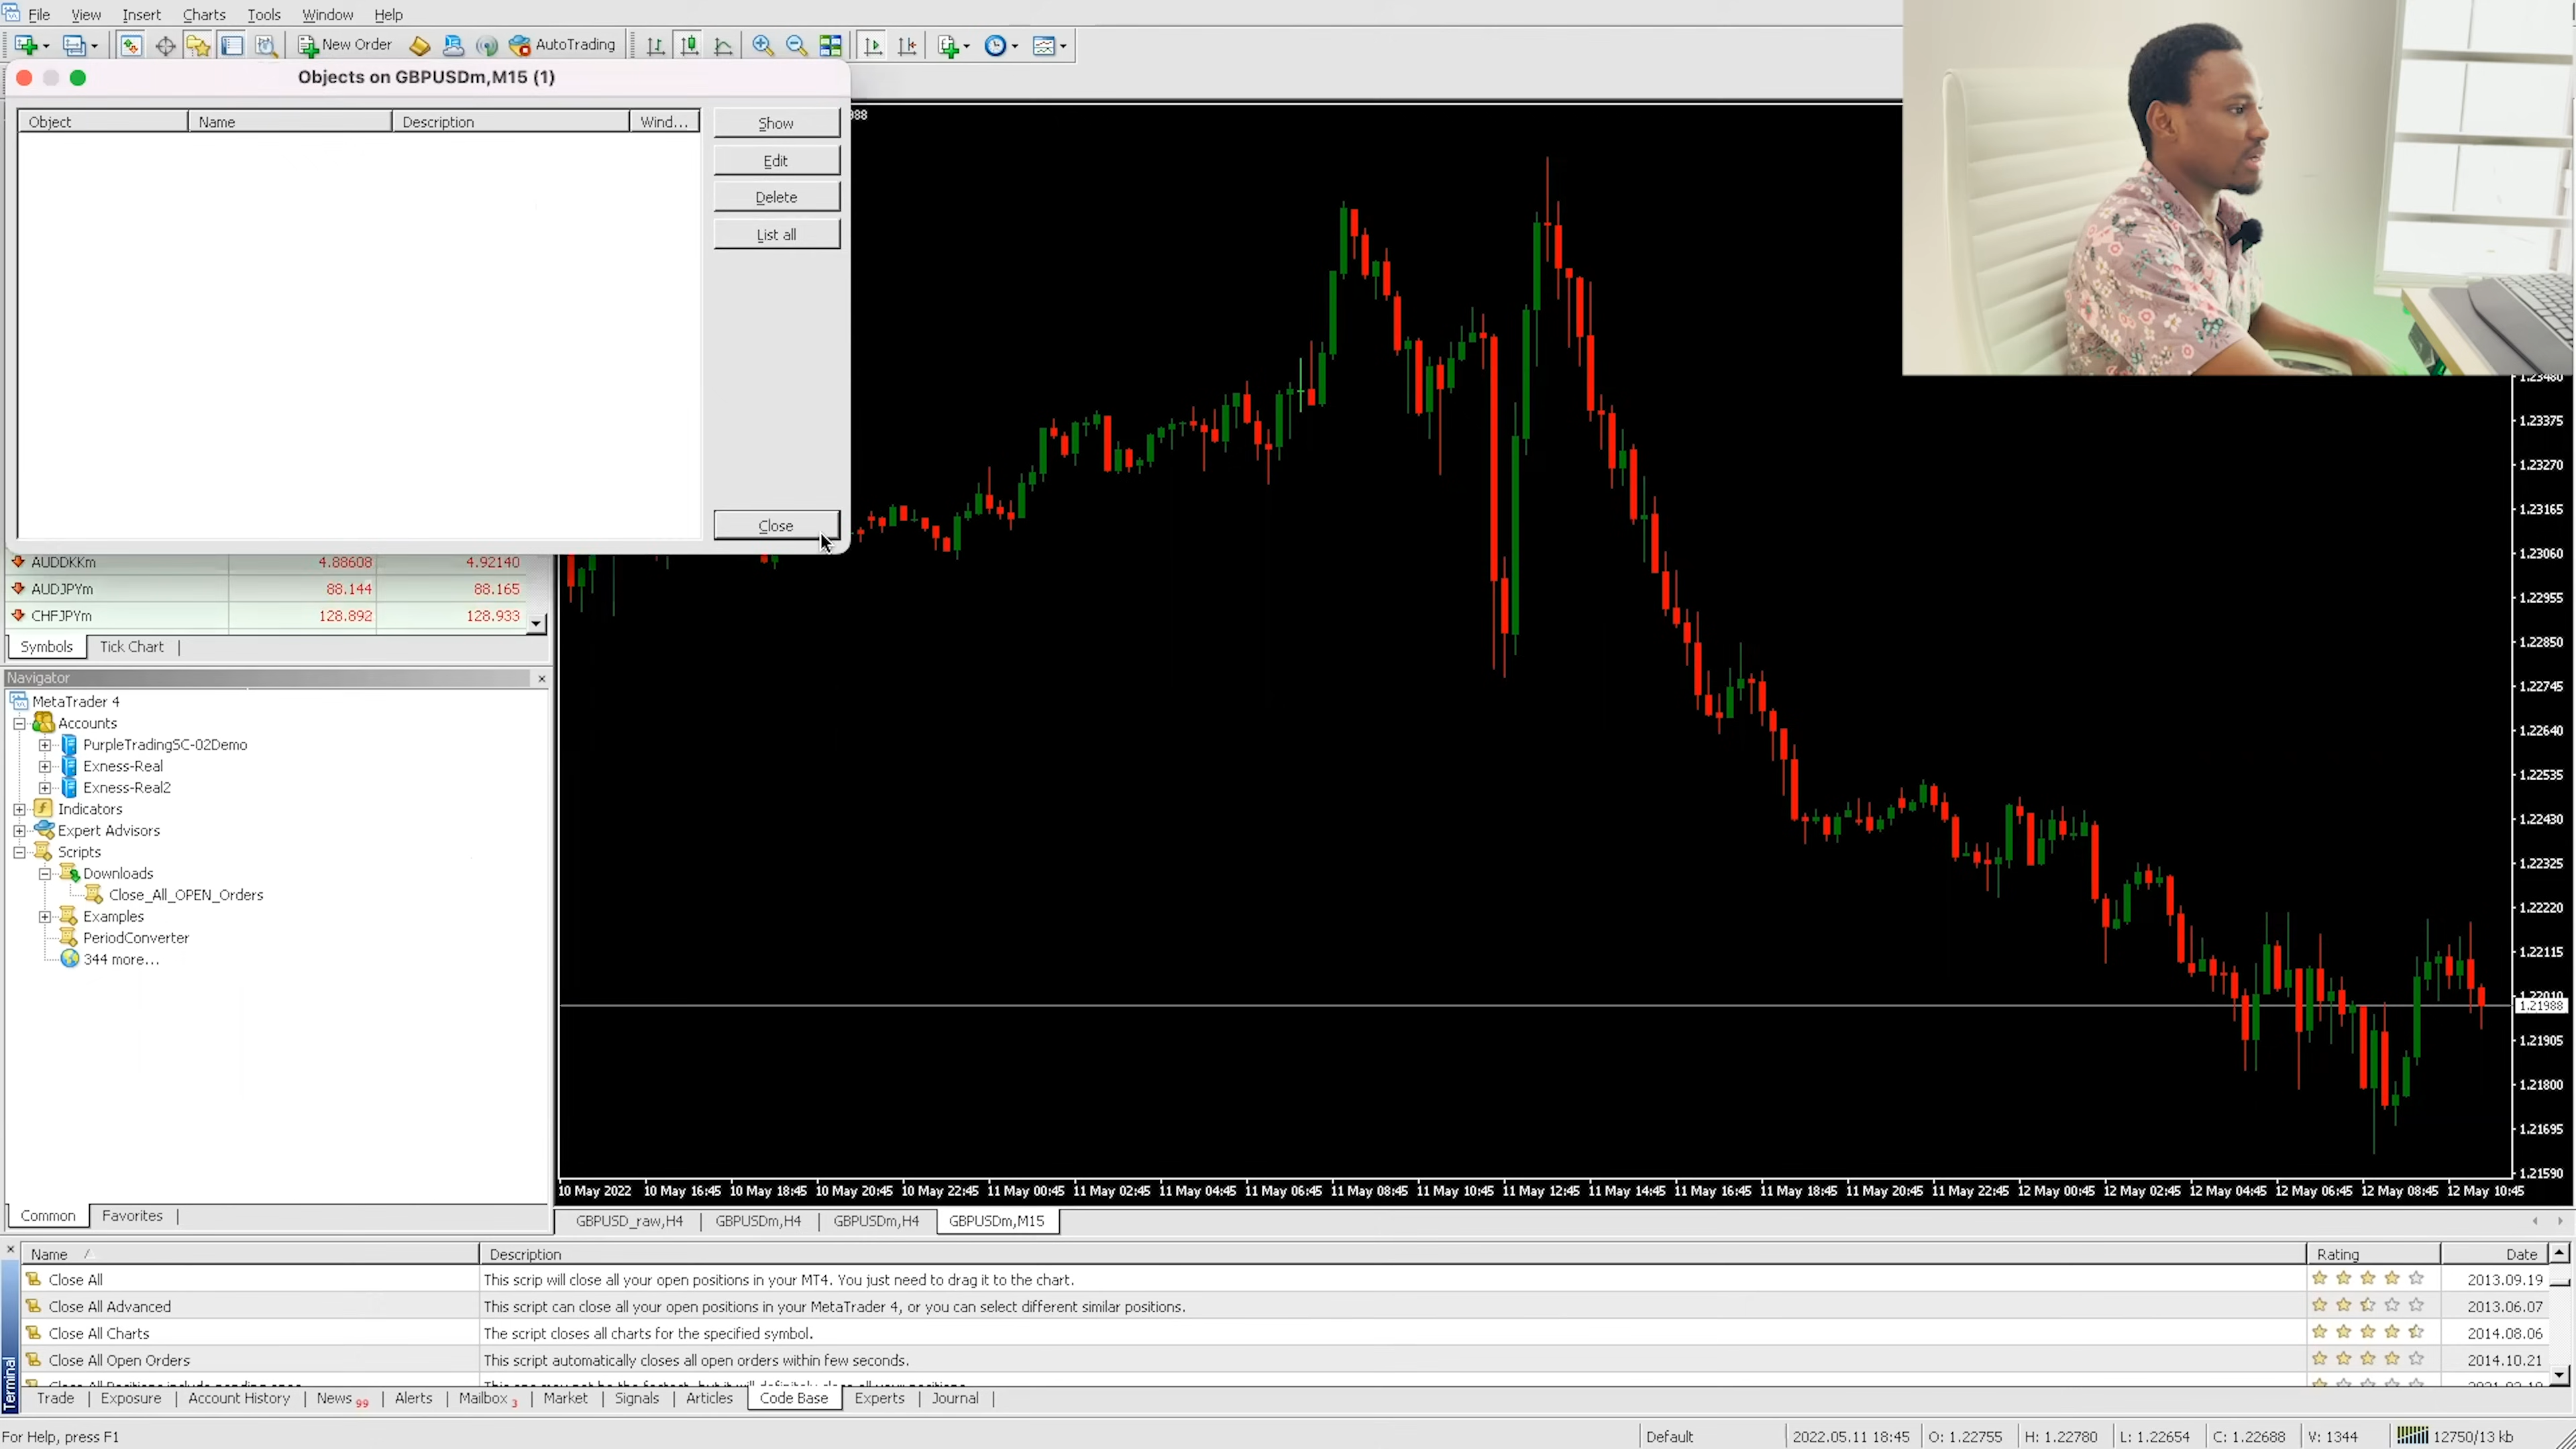 File View Insert Charts Tools Window Help
New Order AutoTrading
Objects on GBPUSDm,M15 (1)
Object Name Description Wind...
Show
Edit
Delete
List all
Close
AUDDKKm 4.88608 4.92140
AUDJPYm 88.144 88.165
CHFJPYm 128.892 128.933
Symbols Tick Chart
Navigator
MetaTrader 4
Accounts
PurpleTradingSC-02Demo
Exness-Real
Exness-Real2
Indicators
Expert Advisors
Scripts
Downloads
Close_All_OPEN_Orders
Examples
PeriodConverter
344 more...
Common Favorites
988
1.23480
1.23375
1.23270
1.23165
1.23060
1.22955
1.22850
1.22745
1.22640
1.22535
1.22430
1.22325
1.22220
1.22115
1.22010
1.21988
1.21905
1.21800
1.21695
1.21590
10 May 2022 10 May 16:45 10 May 18:45 10 May 20:45 10 May 22:45 11 May 00:45 11 May 02:45 11 May 04:45 11 May 06:45 11 May 08:45 11 May 10:45 11 May 12:45 11 May 14:45 11 May 16:45 11 May 18:45 11 May 20:45 11 May 22:45 12 May 00:45 12 May 02:45 12 May 04:45 12 May 06:45 12 May 08:45 12 May 10:45
GBPUSD_raw,H4 GBPUSDm,H4 GBPUSDm,H4 GBPUSDm,M15
Name Description Rating Date
Close All This scrip will close all your open positions in your MT4. You just need to drag it to the chart. 2013.09.19
Close All Advanced This script can close all your open positions in your MetaTrader 4, or you can select different similar positions. 2013.06.07
Close All Charts The script closes all charts for the specified symbol. 2014.08.06
Close All Open Orders This script automatically closes all open orders within few seconds. 2014.10.21
Terminal
Trade Exposure Account History News 99 Alerts Mailbox 3 Market Signals Articles Code Base Experts Journal
For Help, press F1 Default 2022.05.11 18:45 O: 1.22755 H: 1.22780 L: 1.22654 C: 1.22688 V: 1344 12750/13 kb